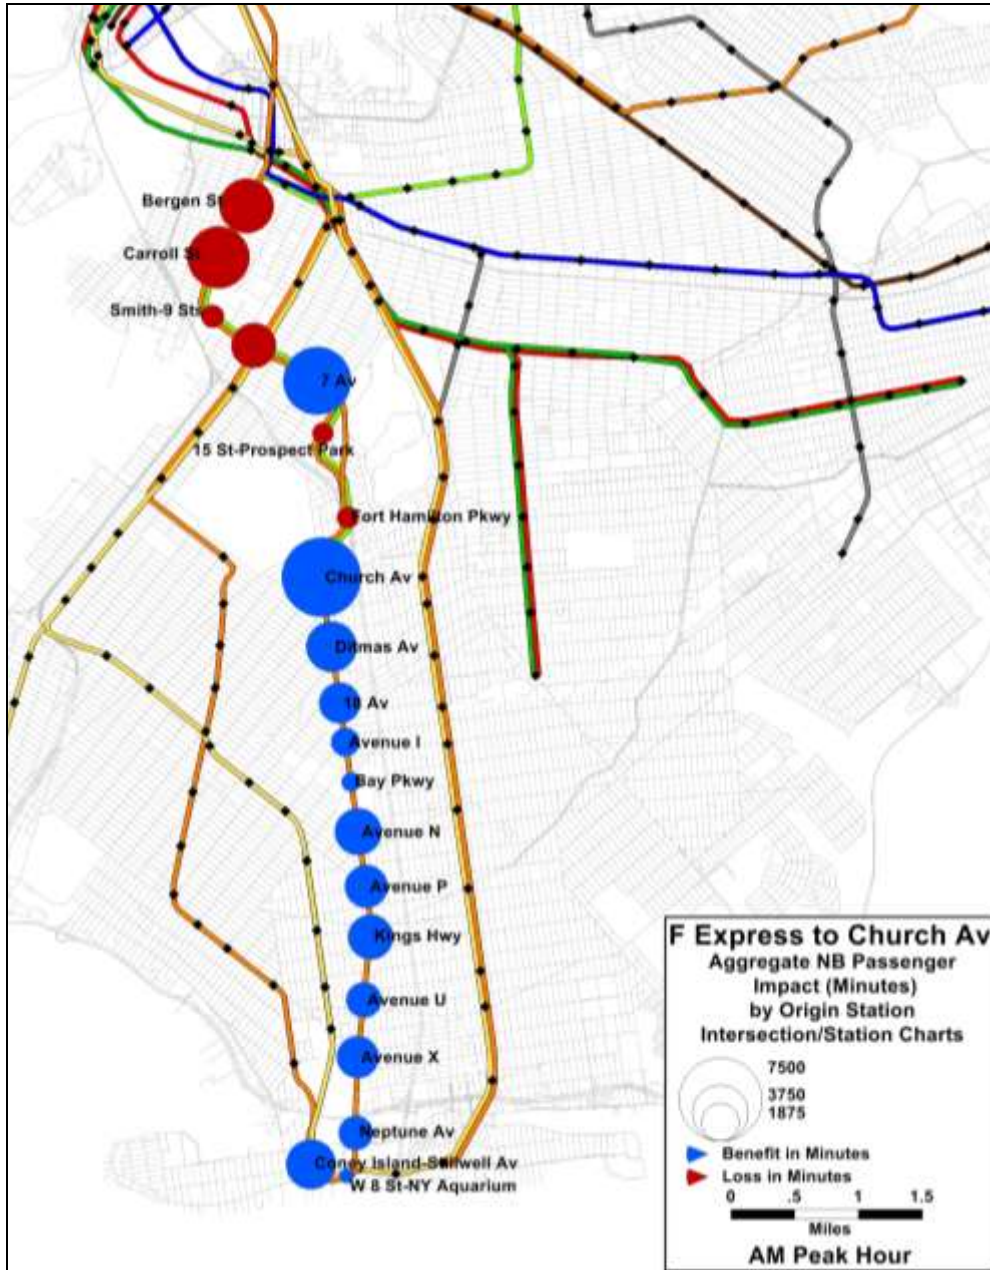 Bergen St
Carroll St
Smith-9 Sts
7 Av
15 St-Prospect Park
Fort Hamilton Pkwy
Church Av
Ditmas Av
18 Av
Avenue I
Bay Pkwy
Avenue N
Avenue P
Kings Hwy
Avenue U
Avenue X
Neptune Av
Coney Island-Stillwell Av
W 8 St-NY Aquarium
F Express to Church Av
Aggregate NB Passenger
Impact (Minutes)
by Origin Station
Intersection/Station Charts
7500
3750
1875
Benefit in Minutes
Loss in Minutes
0 .5 1 1.5
Miles
AM Peak Hour